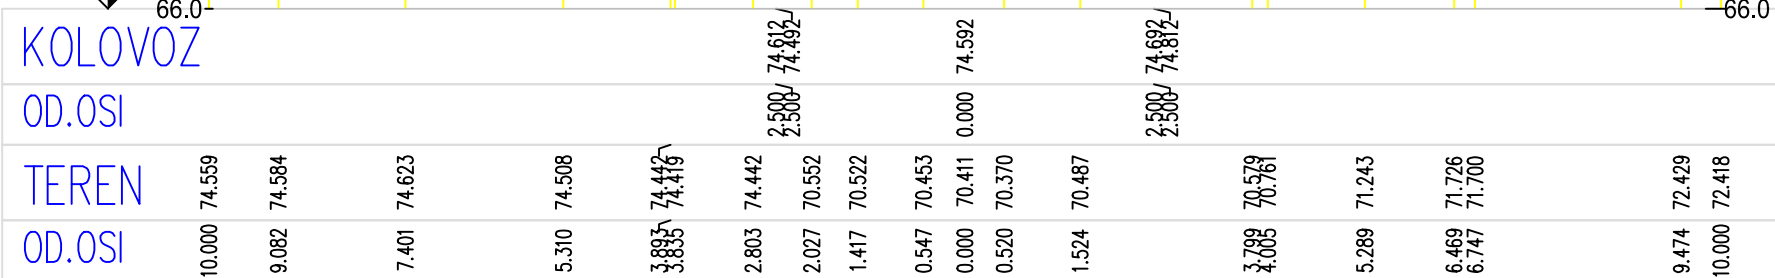 66.0 66.0
KOLOVOZ 74.612 74.492 74.592 74.692 74.812
OD.OSI 2.500 2.500 0.000 2.500 2.500
TEREN 74.559 74.584 74.623 74.508 74.442 74.419 74.442 70.552 70.522 70.453 70.411 70.370 70.487 70.579 70.761 71.243 71.726 71.700 72.429 72.418
OD.OSI 10.000 9.082 7.401 5.310 3.893 3.835 2.803 2.027 1.417 0.547 0.000 0.520 1.524 3.799 4.005 5.289 6.469 6.747 9.474 10.000